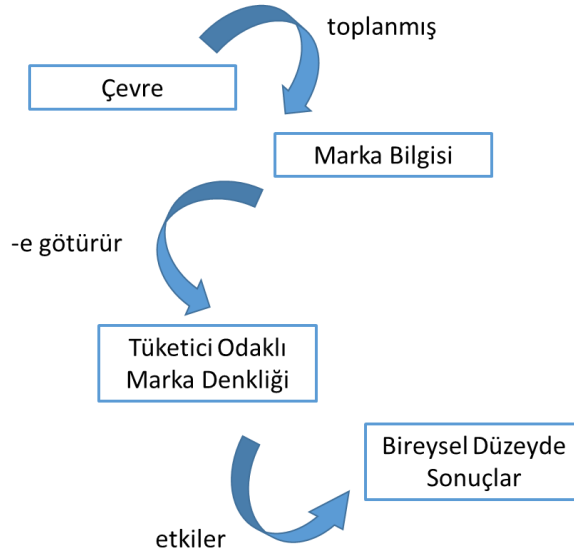 toplanmış
Çevre
Marka Bilgisi
-e götürür
Tüketici Odaklı
Marka Denkliği
Bireysel Düzeyde
Sonuçlar
etkiler